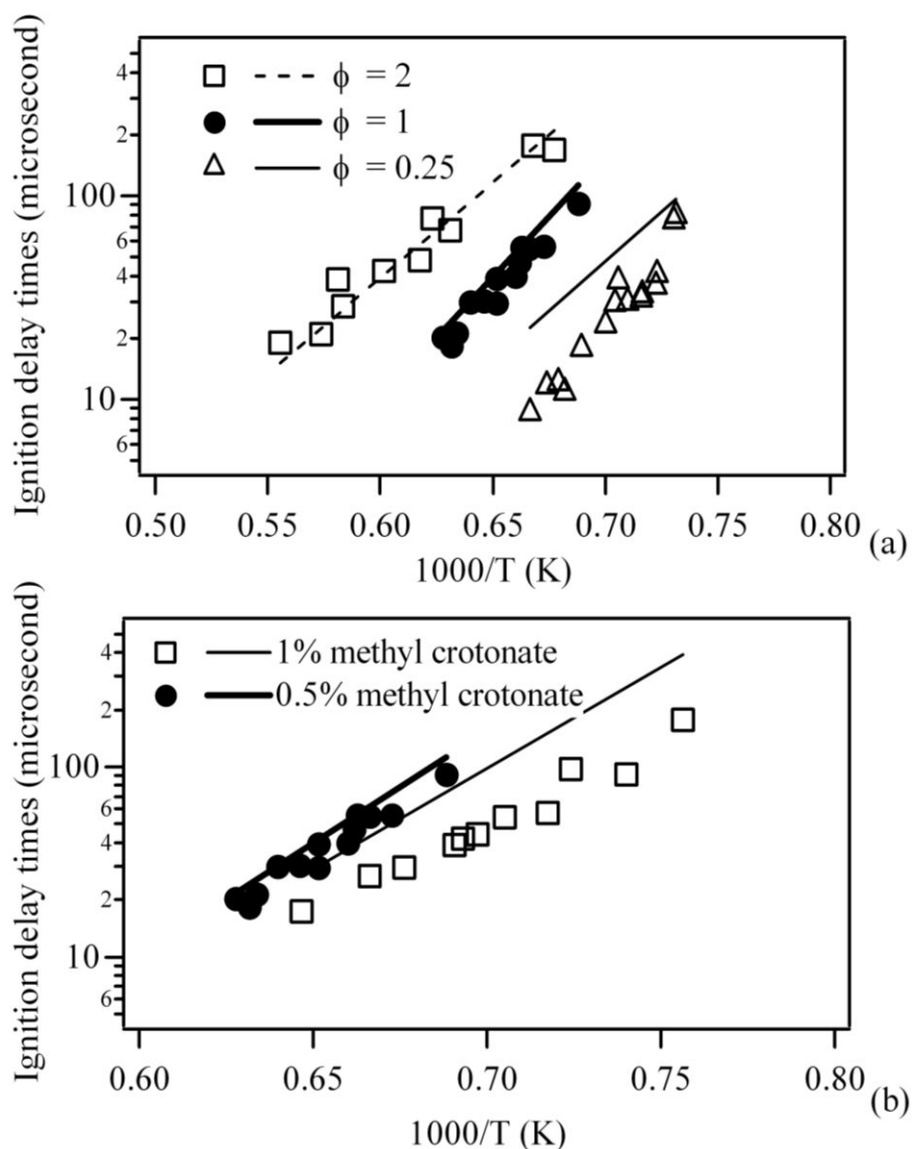 Ignition delay times (microsecond)
4
2
100
6
4
2
10
6
ϕ = 2
ϕ = 1
ϕ = 0.25
0.50 0.55 0.60 0.65 0.70 0.75 0.80
1000/T (K)
(a)
Ignition delay times (microsecond)
4
2
100
6
4
2
10
6
1% methyl crotonate
0.5% methyl crotonate
0.60 0.65 0.70 0.75 0.80
1000/T (K)
(b)